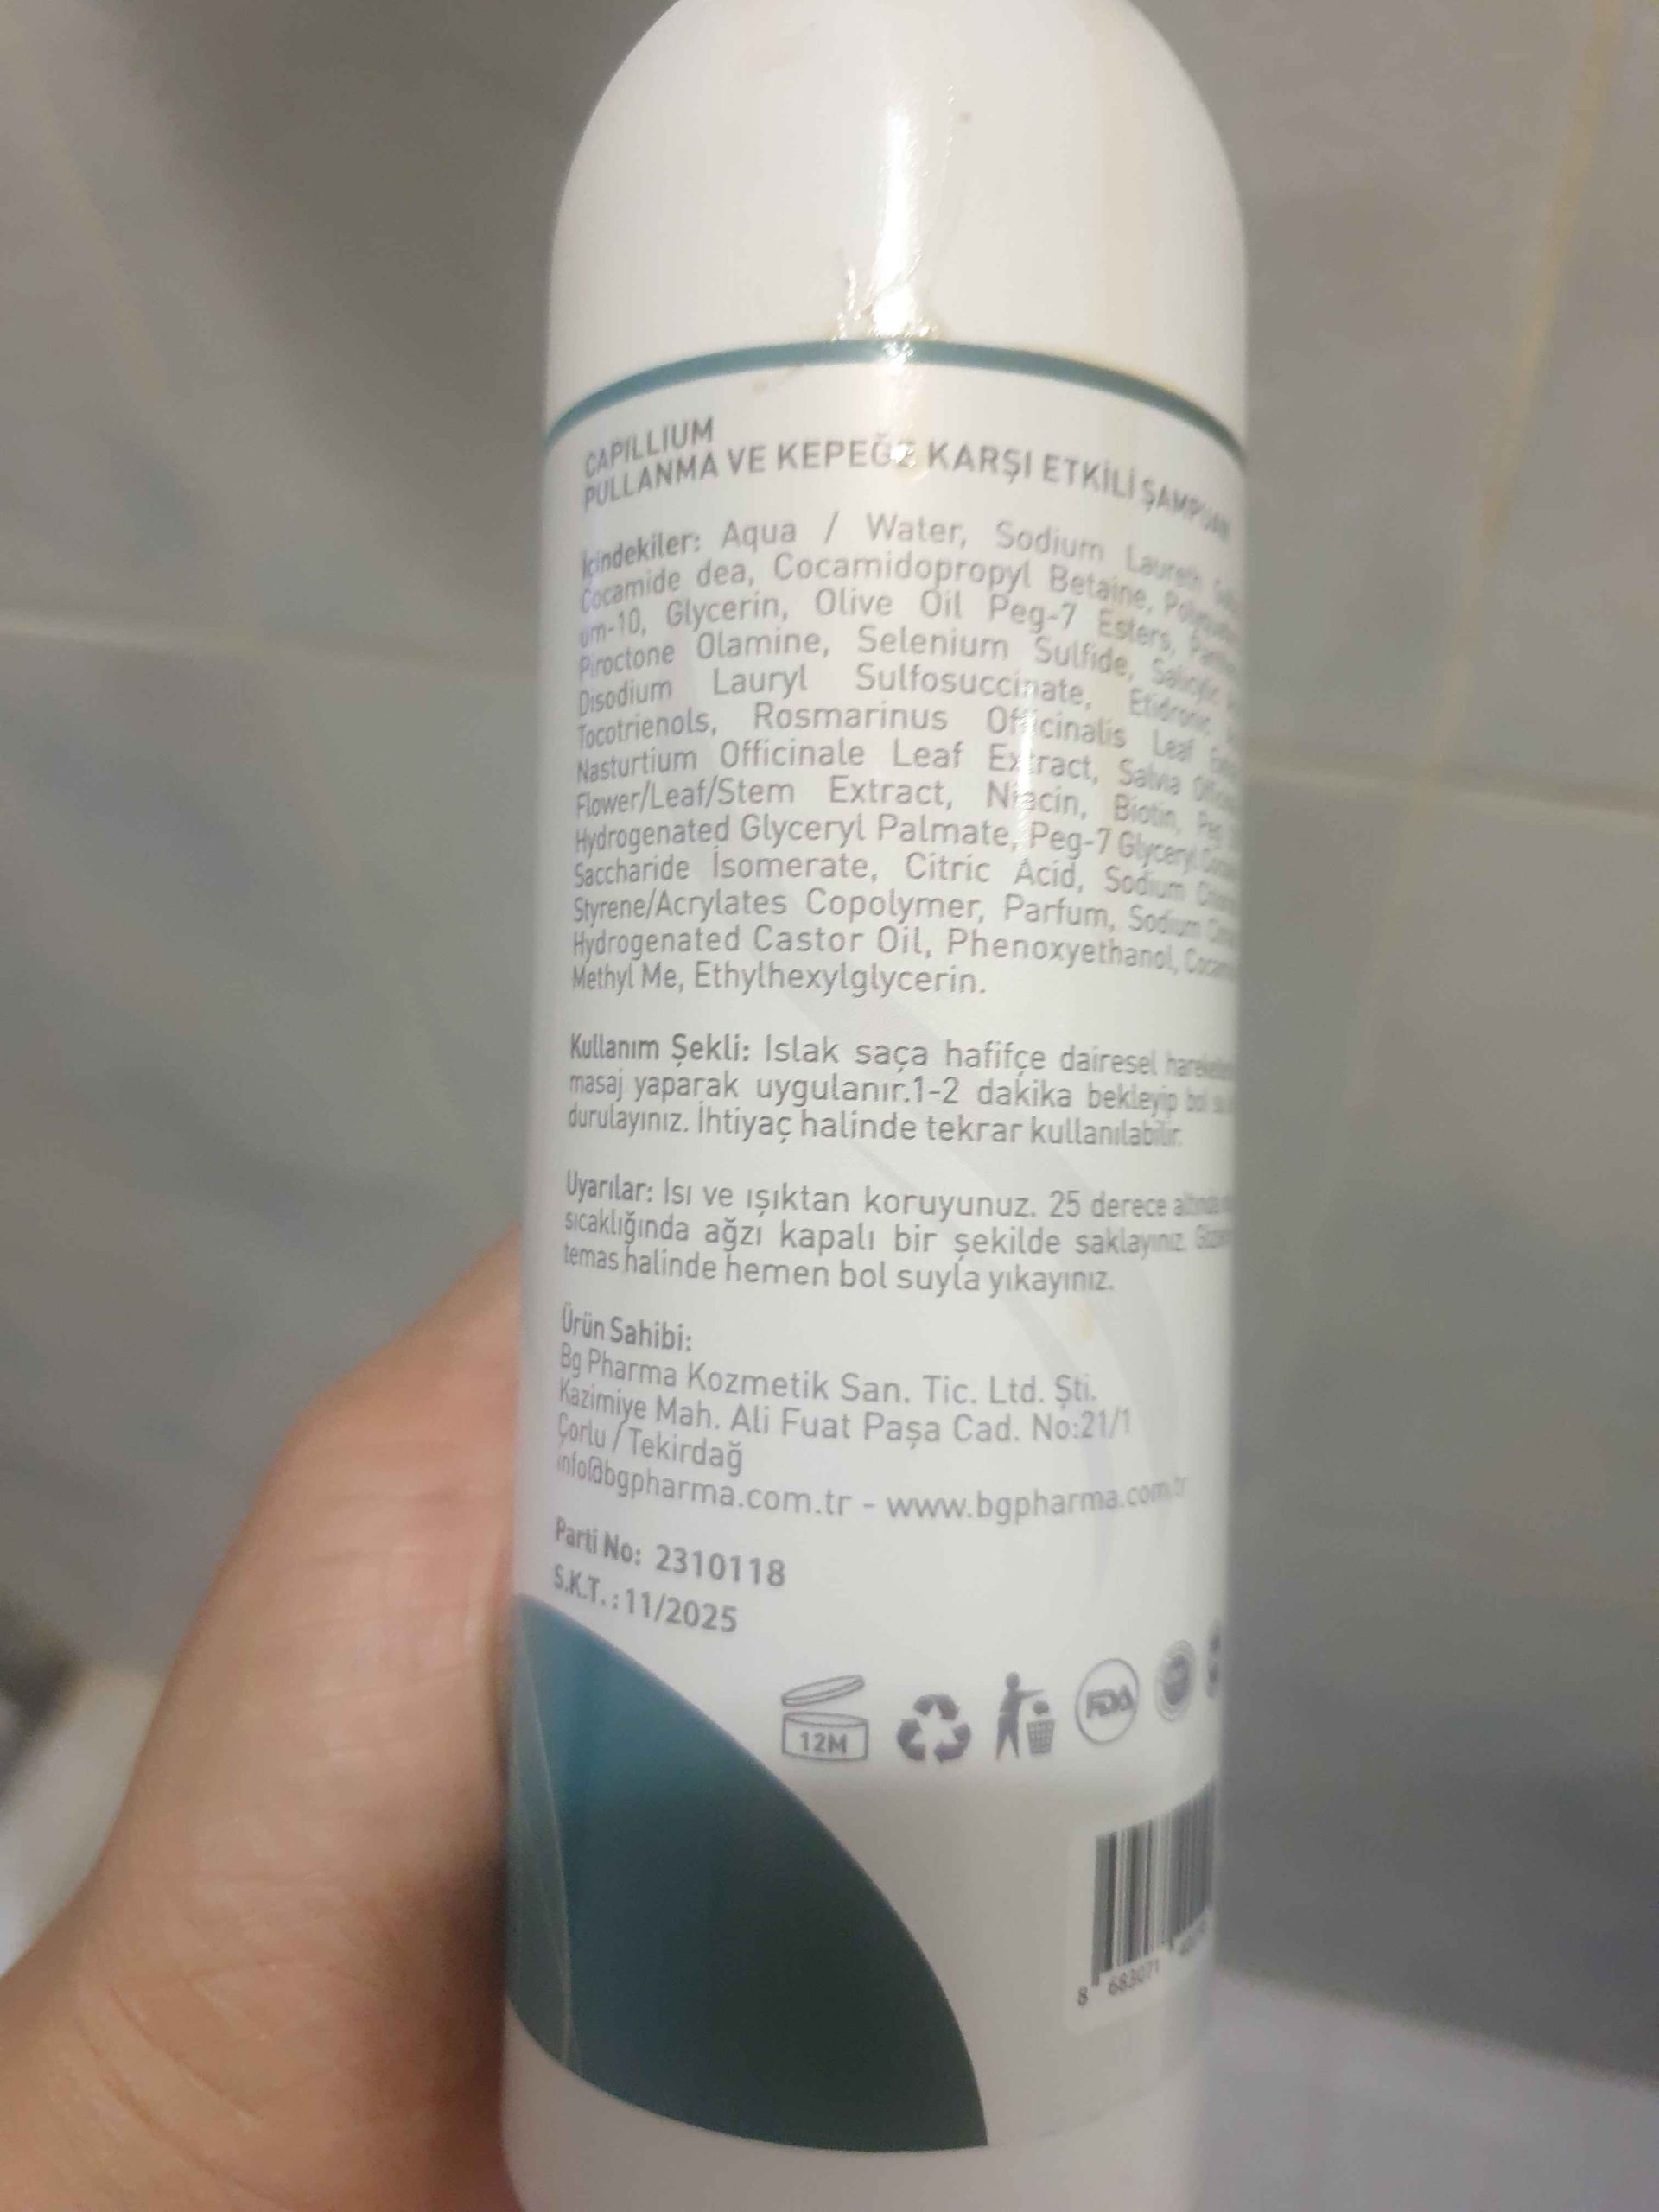 CAPILLIUM
PULLANMA VE KEPEĞE KARŞI ETKİLİ ŞAMPUAN
İçindekiler: Aqua / Water, Sodium Laureth
Cocamide dea, Cocamidopropyl Betaine,
um-10, Glycerin, Olive Oil Peg-7 Esters,
Piroctone Olamine, Selenium Sulfide, Salicylic
Disodium Lauryl Sulfosuccinate, Etidronic
Tocotrienols, Rosmarinus Officinalis Leaf
Nasturtium Officinale Leaf Extract, Salvia
Flower/Leaf/Stem Extract, Niacin, Biotin, Peg
Hydrogenated Glyceryl Palmate, Peg-7 Glyceryl
Saccharide İsomerate, Citric Acid, Sodium
Styrene/Acrylates Copolymer, Parfum, Sodium
Hydrogenated Castor Oil, Phenoxyethanol,
Methyl Me, Ethylhexylglycerin.
Kullanım Şekli: Islak saça hafifçe dairesel
masaj yaparak uygulanır.1-2 dakika bekleyip bol
durulayınız. İhtiyaç halinde tekrar kullanılabilir.
Uyarılar: Isı ve ışıktan koruyunuz. 25 derece
sıcaklığında ağzı kapalı bir şekilde saklayınız.
temas halinde hemen bol suyla yıkayınız.
Ürün Sahibi:
Bg Pharma Kozmetik San. Tic. Ltd. Şti.
Kazimiye Mah. Ali Fuat Paşa Cad. No:21/1
Çorlu / Tekirdağ
info@bgpharma.com.tr - www.bgpharma.com.tr
Parti No: 2310118
S.K.T. : 11/2025
12M
FDA
8 683071